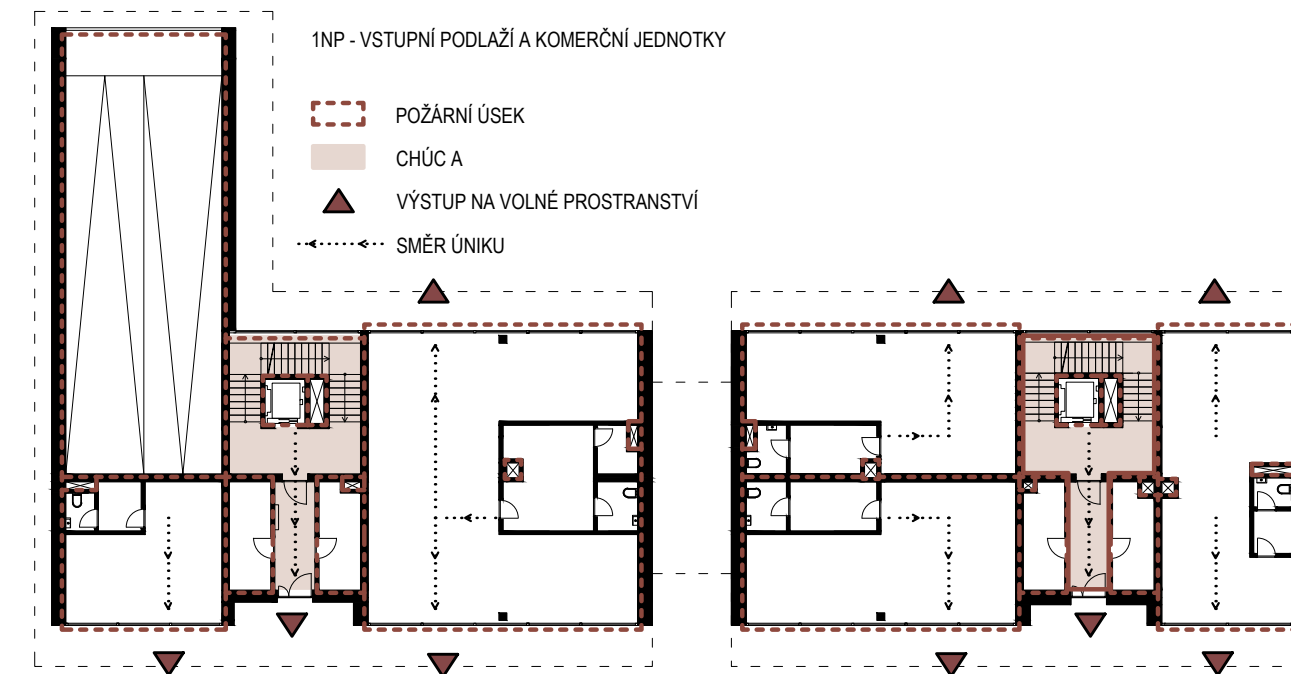 1NP - VSTUPNÍ PODLAŽÍ A KOMERČNÍ JEDNOTKY
POŽÁRNÍ ÚSEK
CHÚC A
VÝSTUP NA VOLNÉ PROSTRANSTVÍ
SMĚR ÚNIKU